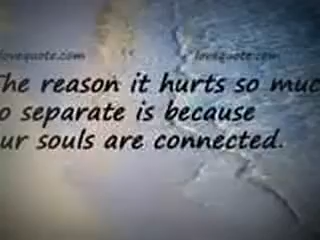 lovequote.com lovequote.com
The reason it hurts so muc
o separate is because
ur souls are connected.